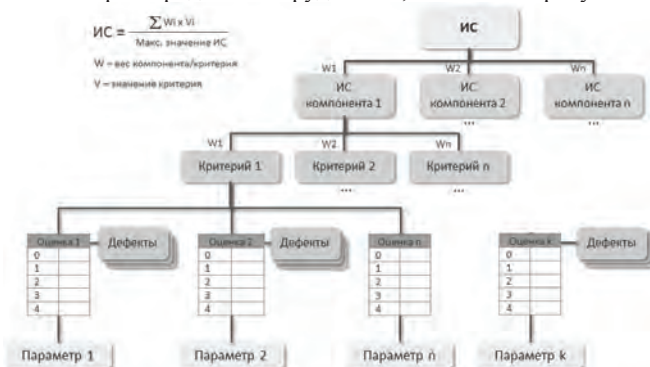 ИС = ∑ Wi x Vi
Макс. значение ИС
W – вес компонента/критерия
V – значение критерия
ИС
W1 W2 Wn
ИС компонента 1
ИС компонента 2
ИС компонента n
... ...
W1 W2 Wn
Критерий 1 Критерий 2 Критерий n
... ...
Оценка 1 Дефекты Оценка 2 Дефекты Оценка n Оценка k Дефекты
0 0 0 0
1 1 1 1
2 2 2 2
3 3 3 3
4 4 4 4
Параметр 1 Параметр 2 Параметр n Параметр k